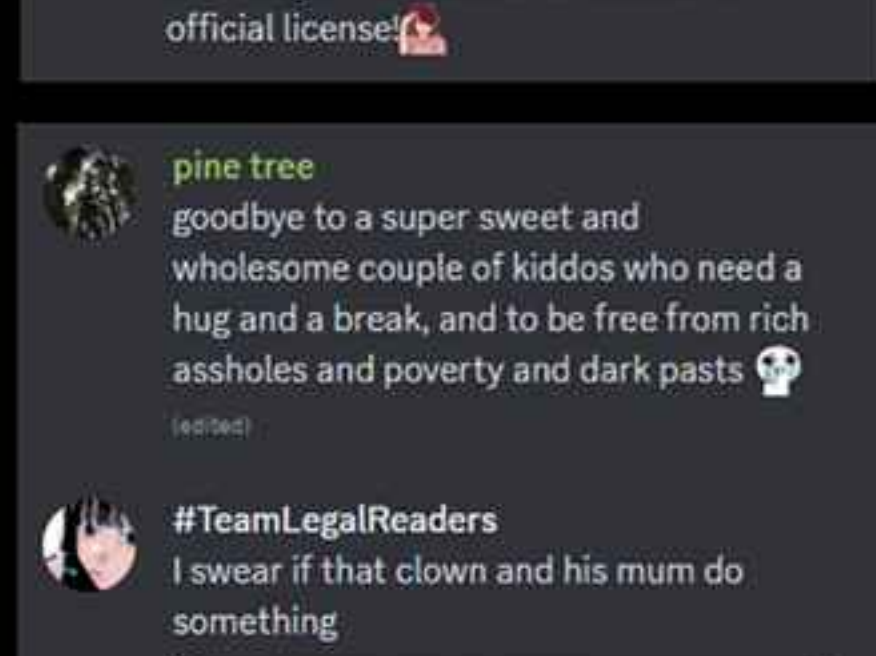 official license!
pine tree
goodbye to a super sweet and
wholesome couple of kiddos who need a
hug and a break, and to be free from rich
assholes and poverty and dark pasts
(edited)
#TeamLegalReaders
I swear if that clown and his mum do
something